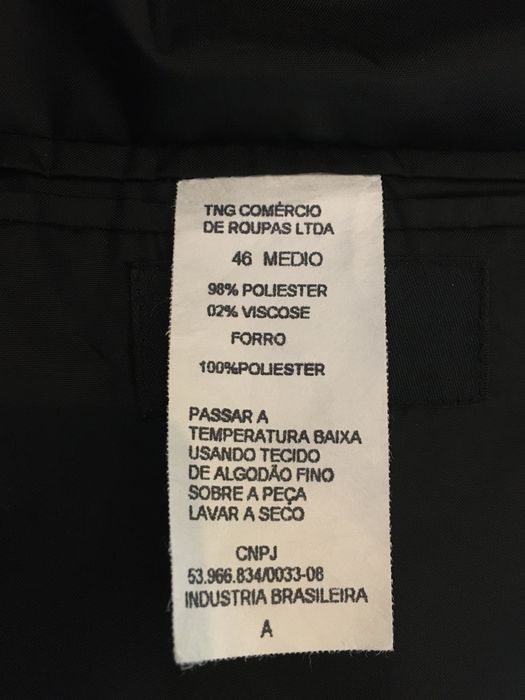 TNG COMÉRCIO
DE ROUPAS LTDA
46 MEDIO
98% POLIESTER
02% VISCOSE
FORRO
100%POLIESTER
PASSAR A
TEMPERATURA BAIXA
USANDO TECIDO
DE ALGODÃO FINO
SOBRE A PEÇA
LAVAR A SECO
CNPJ
53.966.834/0033-08
INDUSTRIA BRASILEIRA
A